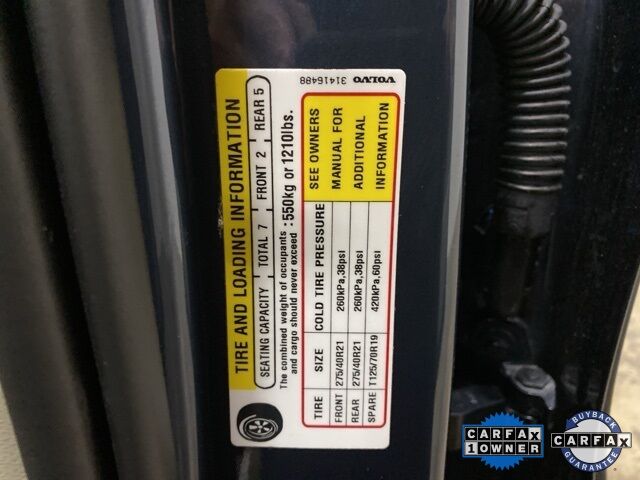 TIRE AND LOADING INFORMATION
SEATING CAPACITY TOTAL 7 FRONT 2 REAR 5
The combined weight of occupants
and cargo should never exceed : 550kg or 1210lbs.
TIRE SIZE COLD TIRE PRESSURE SEE OWNERS
FRONT 275/40R21 260kPa,38psi MANUAL FOR
REAR 275/40R21 260kPa,38psi ADDITIONAL
SPARE T125/70R19 420kPa,60psi INFORMATION
VOLVO 31416488
CARFAX
1 OWNER
BUYBACK
CARFAX
GUARANTEE